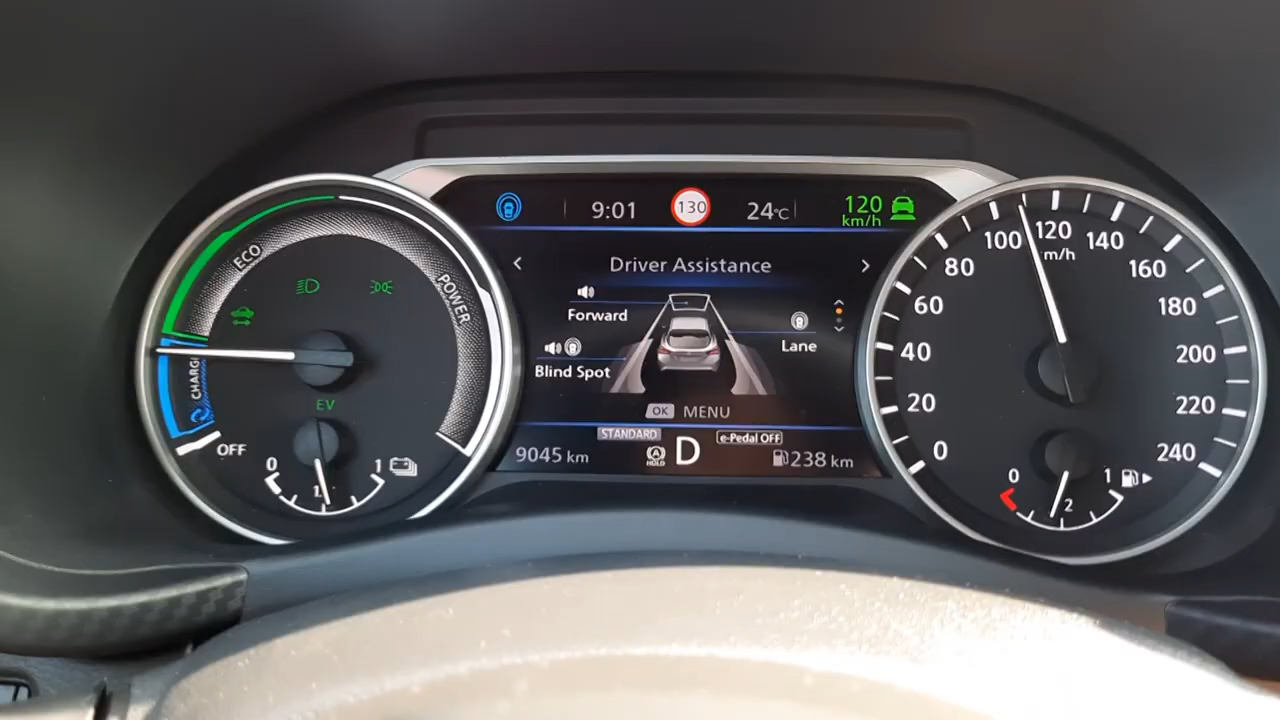 9:01
130
24°C
120
km/h
Driver Assistance
Forward
Lane
Blind Spot
OK MENU
STANDARD
e-Pedal OFF
HOLD
D
9045 km
238 km
ECO
POWER
EV
OFF
0
1
0
20
40
60
80
100
120
140
160
180
200
220
240
0
1
2